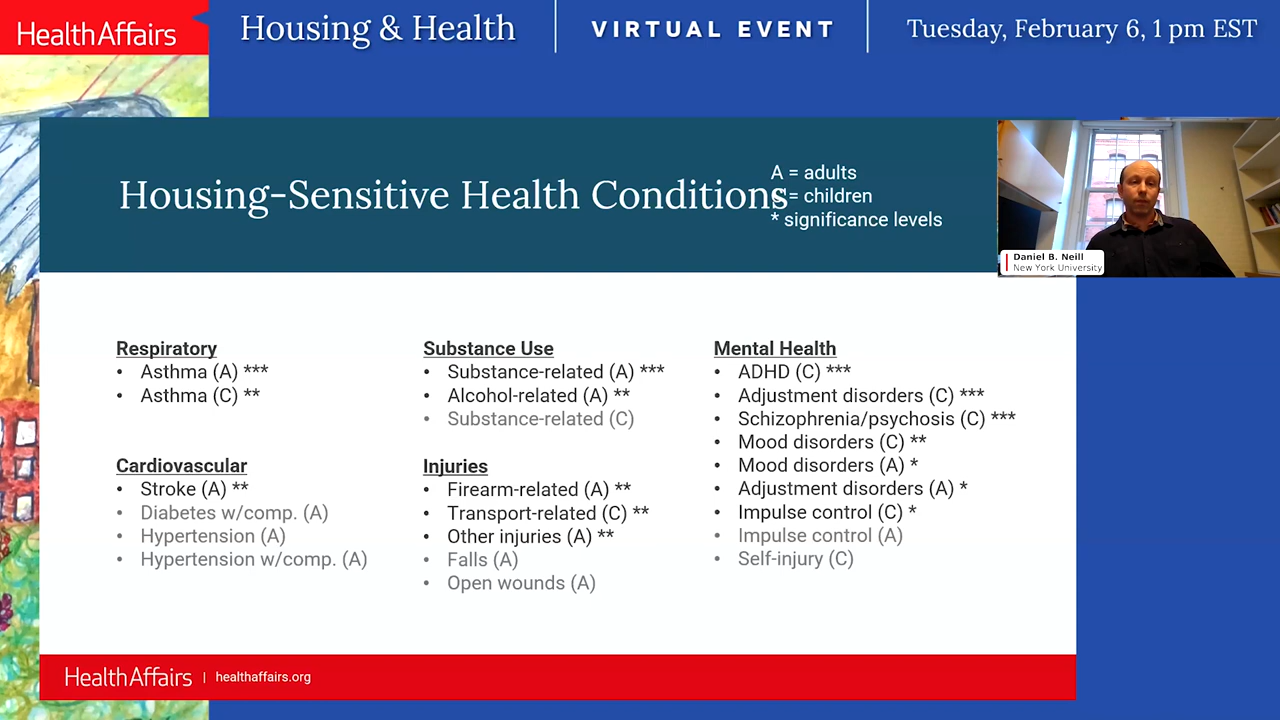 HealthAffairs
Housing & Health
VIRTUAL EVENT
Tuesday, February 6, 1 pm EST
Housing-Sensitive Health Conditions
A = adults
C = children
* significance levels
Daniel B. Neill
New York University
Respiratory
• Asthma (A) ***
• Asthma (C) **
Cardiovascular
• Stroke (A) **
• Diabetes w/comp. (A)
• Hypertension (A)
• Hypertension w/comp. (A)
Substance Use
• Substance-related (A) ***
• Alcohol-related (A) **
• Substance-related (C)
Injuries
• Firearm-related (A) **
• Transport-related (C) **
• Other injuries (A) **
• Falls (A)
• Open wounds (A)
Mental Health
• ADHD (C) ***
• Adjustment disorders (C) ***
• Schizophrenia/psychosis (C) ***
• Mood disorders (C) **
• Mood disorders (A) *
• Adjustment disorders (A) *
• Impulse control (C) *
• Impulse control (A)
• Self-injury (C)
HealthAffairs | healthaffairs.org